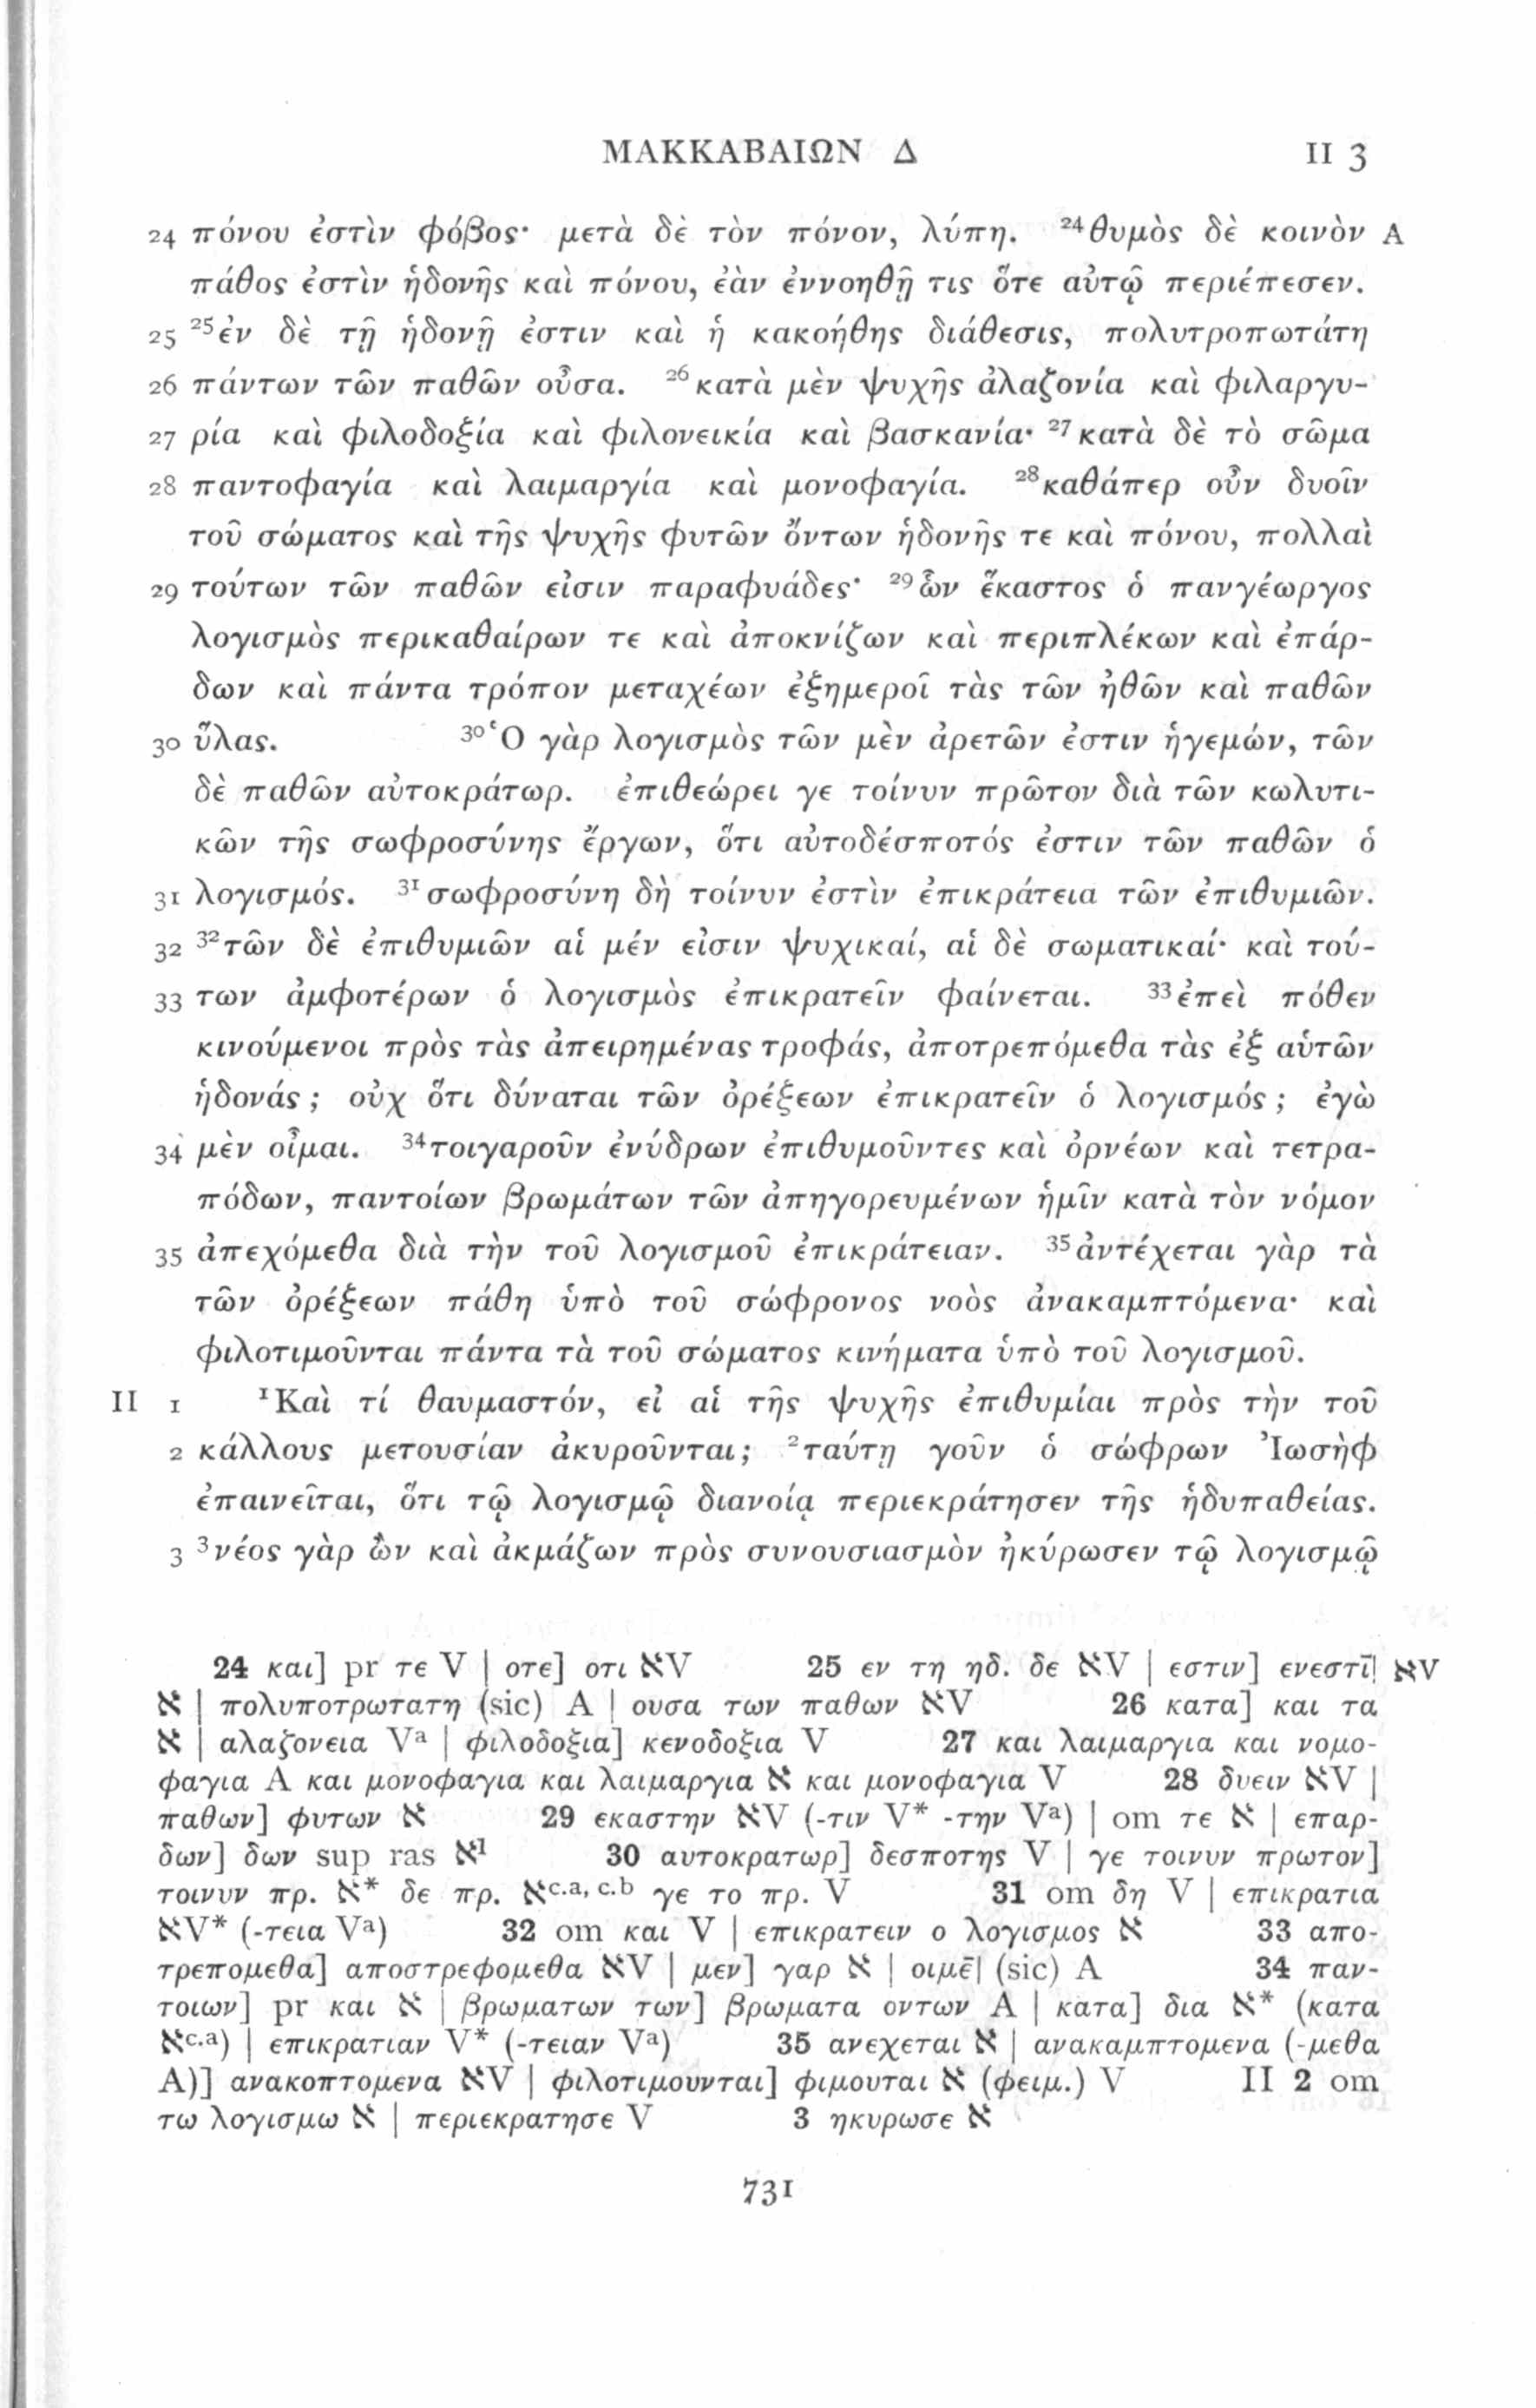 ΜΑΚΚΑΒΑΙΩΝ Δ II 3
24 πόνου ἐστὶν φόβος· μετὰ δὲ τὸν πόνον, λύπη. ²⁴θυμὸς δὲ κοινὸν A
πάθος ἐστὶν ἡδονῆς καὶ πόνου, ἐὰν ἐννοηθῇ τις ὅτε αὐτῷ περιέπεσεν.
25 ²⁵ἐν δὲ τῇ ἡδονῇ ἐστιν καὶ ἡ κακοήθης διάθεσις, πολυτροπωτάτη
26 πάντων τῶν παθῶν οὖσα. ²⁶κατὰ μὲν ψυχῆς ἀλαζονία καὶ φιλαργυ-
27 ρία καὶ φιλοδοξία καὶ φιλονεικία καὶ βασκανία· ²⁷κατὰ δὲ τὸ σῶμα
28 παντοφαγία καὶ λαιμαργία καὶ μονοφαγία. ²⁸καθάπερ οὖν δυοῖν
τοῦ σώματος καὶ τῆς ψυχῆς φυτῶν ὄντων ἡδονῆς τε καὶ πόνου, πολλαὶ
29 τούτων τῶν παθῶν εἰσιν παραφυάδες· ²⁹ὧν ἕκαστος ὁ πανγέωργος
λογισμὸς περικαθαίρων τε καὶ ἀποκνίζων καὶ περιπλέκων καὶ ἐπάρ-
δων καὶ πάντα τρόπον μεταχέων ἐξημεροῖ τὰς τῶν ἠθῶν καὶ παθῶν
30 ὕλας. ³⁰Ὁ γὰρ λογισμὸς τῶν μὲν ἀρετῶν ἐστιν ἡγεμών, τῶν
δὲ παθῶν αὐτοκράτωρ. ἐπιθεώρει γε τοίνυν πρῶτον διὰ τῶν κωλυτι-
κῶν τῆς σωφροσύνης ἔργων, ὅτι αὐτοδέσποτός ἐστιν τῶν παθῶν ὁ
31 λογισμός. ³¹σωφροσύνη δὴ τοίνυν ἐστὶν ἐπικράτεια τῶν ἐπιθυμιῶν.
32 ³²τῶν δὲ ἐπιθυμιῶν αἱ μέν εἰσιν ψυχικαί, αἱ δὲ σωματικαί· καὶ τού-
33 των ἀμφοτέρων ὁ λογισμὸς ἐπικρατεῖν φαίνεται. ³³ἐπεὶ πόθεν
κινούμενοι πρὸς τὰς ἀπειρημένας τροφάς, ἀποτρεπόμεθα τὰς ἐξ αὑτῶν
ἡδονάς; οὐχ ὅτι δύναται τῶν ὀρέξεων ἐπικρατεῖν ὁ λογισμός; ἐγὼ
34 μὲν οἶμαι. ³⁴τοιγαροῦν ἐνύδρων ἐπιθυμοῦντες καὶ ὀρνέων καὶ τετρα-
πόδων, παντοίων βρωμάτων τῶν ἀπηγορευμένων ἡμῖν κατὰ τὸν νόμον
35 ἀπεχόμεθα διὰ τὴν τοῦ λογισμοῦ ἐπικράτειαν. ³⁵ἀντέχεται γὰρ τὰ
τῶν ὀρέξεων πάθη ὑπὸ τοῦ σώφρονος νοὸς ἀνακαμπτόμενα· καὶ
φιλοτιμοῦνται πάντα τὰ τοῦ σώματος κινήματα ὑπὸ τοῦ λογισμοῦ.
II 1 ¹Καὶ τί θαυμαστόν, εἰ αἱ τῆς ψυχῆς ἐπιθυμίαι πρὸς τὴν τοῦ
2 κάλλους μετουσίαν ἀκυροῦνται; ²ταύτῃ γοῦν ὁ σώφρων Ἰωσὴφ
ἐπαινεῖται, ὅτι τῷ λογισμῷ διανοίᾳ περιεκράτησεν τῆς ἡδυπαθείας.
3 ³νέος γὰρ ὢν καὶ ἀκμάζων πρὸς συνουσιασμὸν ἠκύρωσεν τῷ λογισμῷ
24 και] pr τε V | οτε] οτι אV 25 εν τη ηδ. δε אV | εστιν] ενεστῑ| אV
א | πολυποτρωτατη (sic) A | ουσα των παθων אV 26 κατα] και τα
א | αλαζονεια Vᵃ | φιλοδοξια] κενοδοξια V 27 και λαιμαργια και νομο-
φαγια A και μονοφαγια και λαιμαργια א και μονοφαγια V 28 δυειν אV |
παθων] φυτων א 29 εκαστην אV (-τιν V* -την Vᵃ) | om τε א | επαρ-
δων] δων sup ras א¹ 30 αυτοκρατωρ] δεσποτης V | γε τοινυν πρωτον]
τοινυν πρ. א* δε πρ. אᶜ·ᵃ, ᶜ·ᵇ γε το πρ. V 31 om δη V | επικρατια
אV* (-τεια Vᵃ) 32 om και V | επικρατειν ο λογισμος א 33 απο-
τρεπομεθα] αποστρεφομεθα אV | μεν] γαρ א | οιμε̄| (sic) A 34 παν-
τοιων] pr και א | βρωματων των] βρωματα οντων A | κατα] δια א* (κατα
אᶜ·ᵃ) | επικρατιαν V* (-τειαν Vᵃ) 35 ανεχεται א | ανακαμπτομενα (-μεθα
A)] ανακοπτομενα אV | φιλοτιμουνται] φιμουται א (φειμ.) V II 2 om
τω λογισμω א | περιεκρατησε V 3 ηκυρωσε א
731